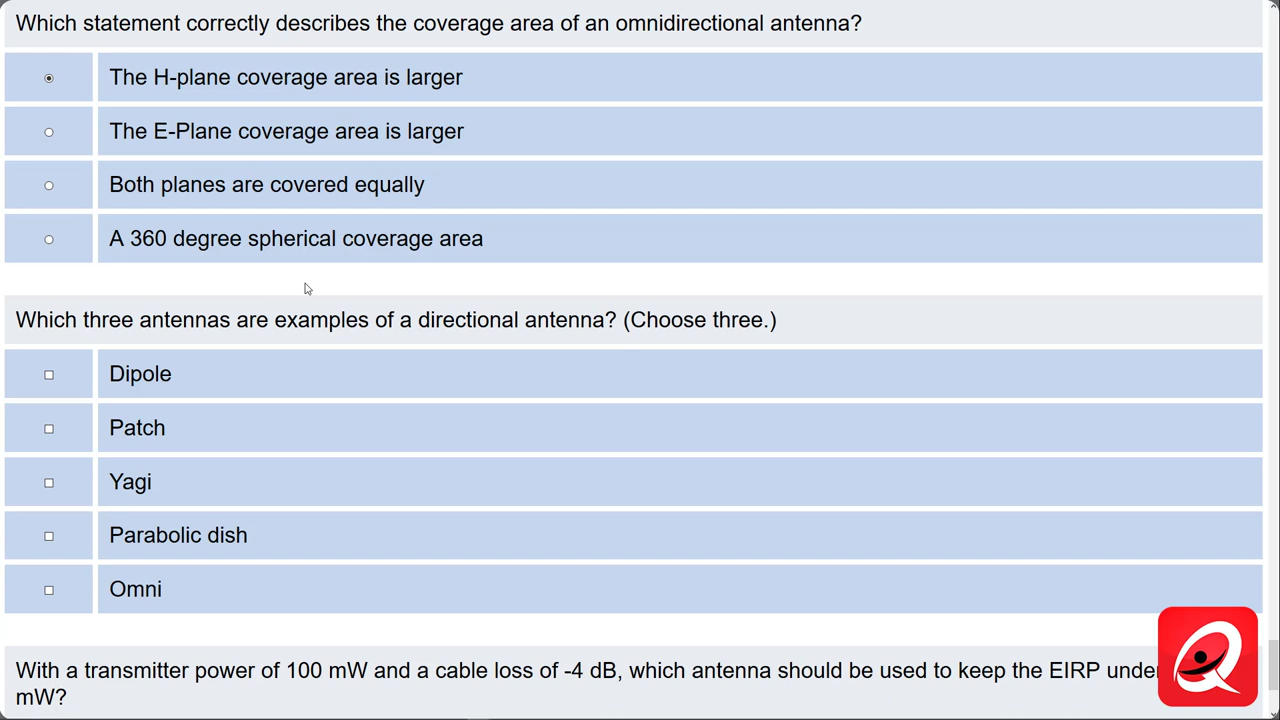 Which statement correctly describes the coverage area of an omnidirectional antenna?
The H-plane coverage area is larger
The E-Plane coverage area is larger
Both planes are covered equally
A 360 degree spherical coverage area
Which three antennas are examples of a directional antenna? (Choose three.)
Dipole
Patch
Yagi
Parabolic dish
Omni
With a transmitter power of 100 mW and a cable loss of -4 dB, which antenna should be used to keep the EIRP under
mW?